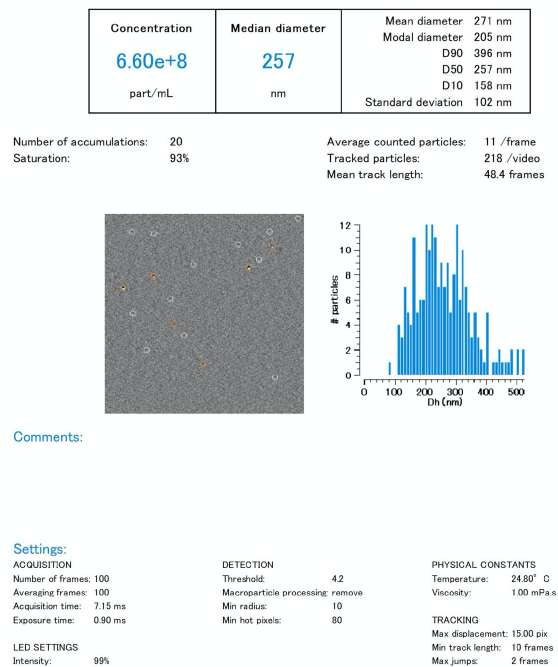 Concentration
6.60e+8
part/mL
Median diameter
257
nm
Mean diameter 271 nm
Modal diameter 205 nm
D90 396 nm
D50 257 nm
D10 158 nm
Standard deviation 102 nm
Number of accumulations: 20
Saturation: 93%
Average counted particles: 11 /frame
Tracked particles: 218 /video
Mean track length: 48.4 frames
12
10
8
6
4
2
0
# particles
0 100 200 300 400 500
Dh (nm)
Comments:
Settings:
ACQUISITION
Number of frames: 100
Averaging frames: 100
Acquisition time: 7.15 ms
Exposure time: 0.90 ms
LED SETTINGS
Intensity: 99%
DETECTION
Threshold: 4.2
Macroparticle processing: remove
Min radius: 10
Min hot pixels: 80
PHYSICAL CONSTANTS
Temperature: 24.80° C
Viscosity: 1.00 mPa.s
TRACKING
Max displacement: 15.00 pix
Min track length: 10 frames
Max jumps: 2 frames